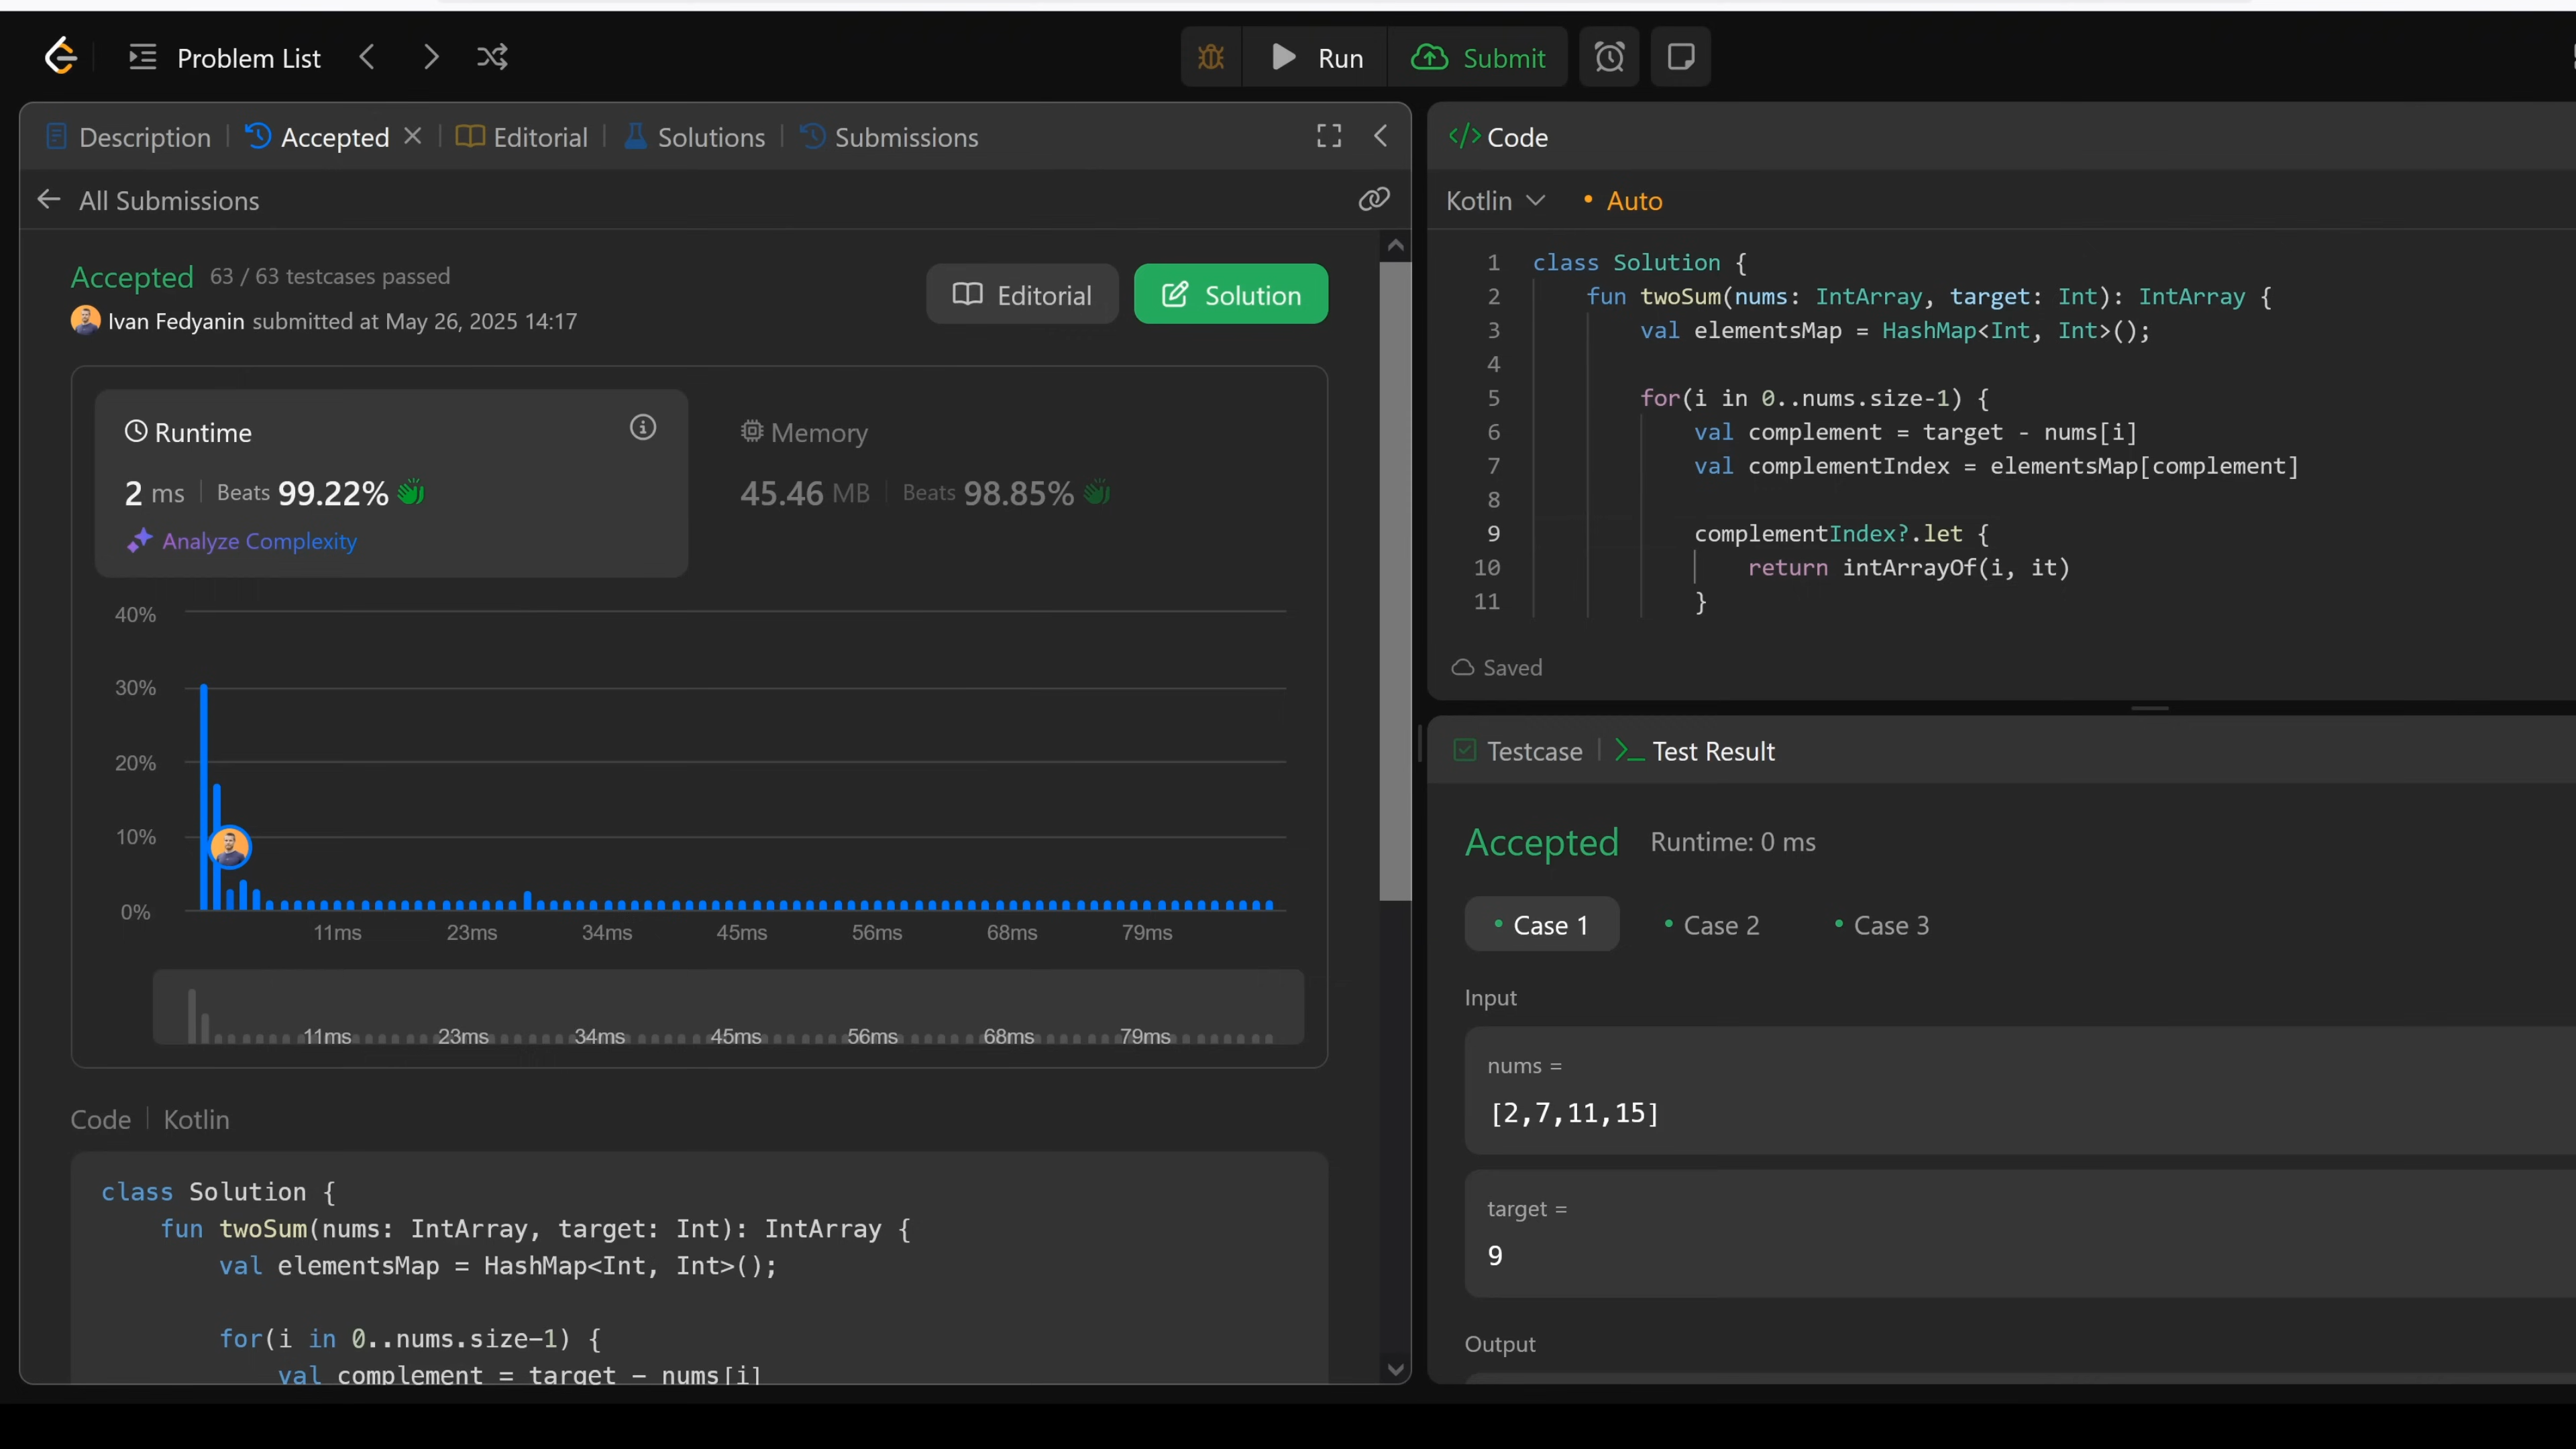 Problem List
Run
Submit
Description
Accepted
Editorial
Solutions
Submissions
All Submissions
Accepted 63 / 63 testcases passed
Ivan Fedyanin submitted at May 26, 2025 14:17
Editorial
Solution
Runtime
2 ms Beats 99.22%
Analyze Complexity
Memory
45.46 MB Beats 98.85%
40%
30%
20%
10%
0%
11ms 23ms 34ms 45ms 56ms 68ms 79ms
11ms 23ms 34ms 45ms 56ms 68ms 79ms
Code Kotlin
class Solution {
fun twoSum(nums: IntArray, target: Int): IntArray {
val elementsMap = HashMap<Int, Int>();
for(i in 0..nums.size-1) {
val complement = target - nums[i]
Code
Kotlin Auto
1 class Solution {
2 fun twoSum(nums: IntArray, target: Int): IntArray {
3 val elementsMap = HashMap<Int, Int>();
4
5 for(i in 0..nums.size-1) {
6 val complement = target - nums[i]
7 val complementIndex = elementsMap[complement]
8
9 complementIndex?.let {
10 return intArrayOf(i, it)
11 }
Saved
Testcase
Test Result
Accepted Runtime: 0 ms
Case 1 Case 2 Case 3
Input
nums =
[2,7,11,15]
target =
9
Output